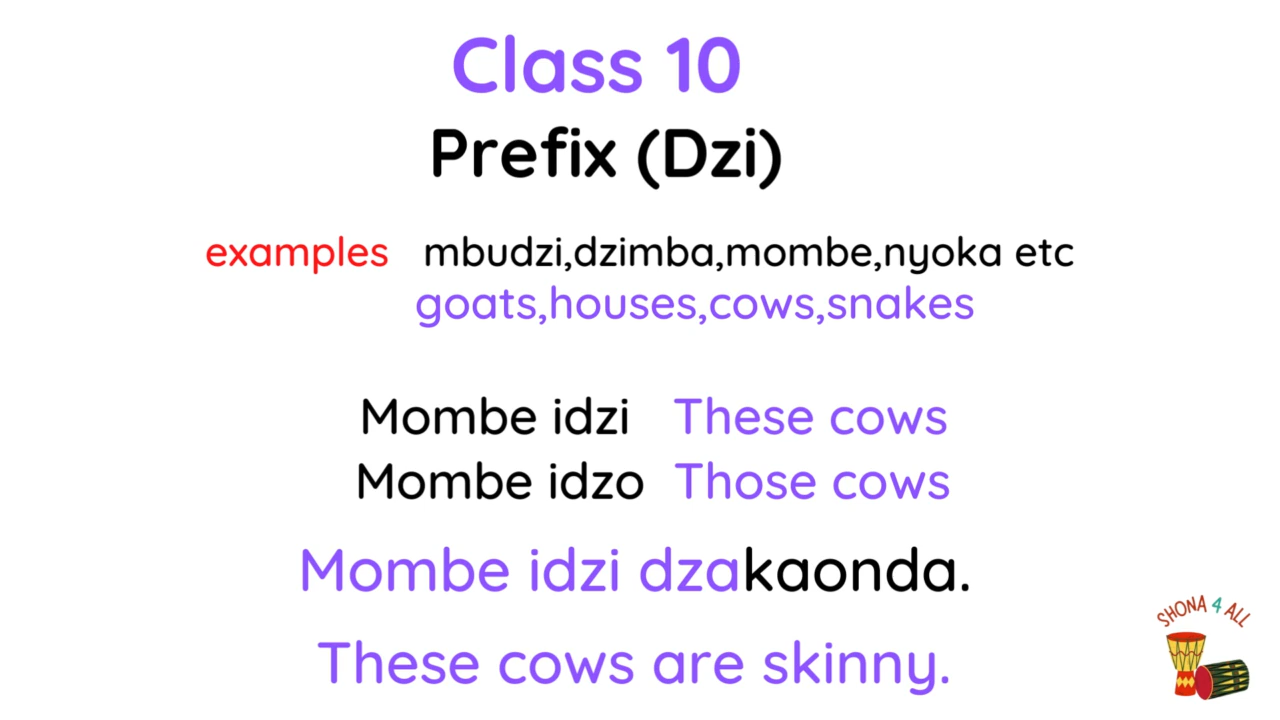 Class 10
Prefix (Dzi)
examples mbudzi,dzimba,mombe,nyoka etc
goats,houses,cows,snakes
Mombe idzi These cows
Mombe idzo Those cows
Mombe idzi dzakaonda.
These cows are skinny.
SHONA 4 ALL